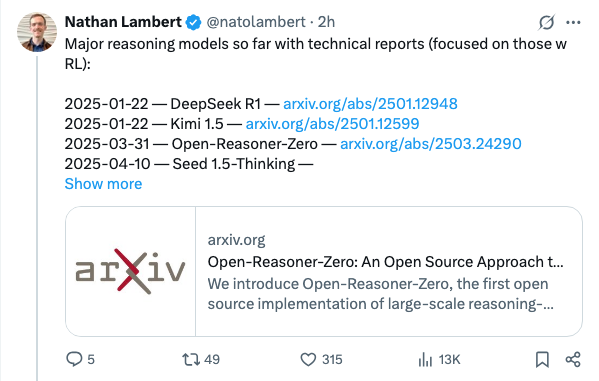 Nathan Lambert @natolambert · 2h
Major reasoning models so far with technical reports (focused on those w
RL):
2025-01-22 — DeepSeek R1 — arxiv.org/abs/2501.12948
2025-01-22 — Kimi 1.5 — arxiv.org/abs/2501.12599
2025-03-31 — Open-Reasoner-Zero — arxiv.org/abs/2503.24290
2025-04-10 — Seed 1.5-Thinking —
Show more
arXiv
arxiv.org
Open-Reasoner-Zero: An Open Source Approach t...
We introduce Open-Reasoner-Zero, the first open
source implementation of large-scale reasoning-...
5 49 315 13K